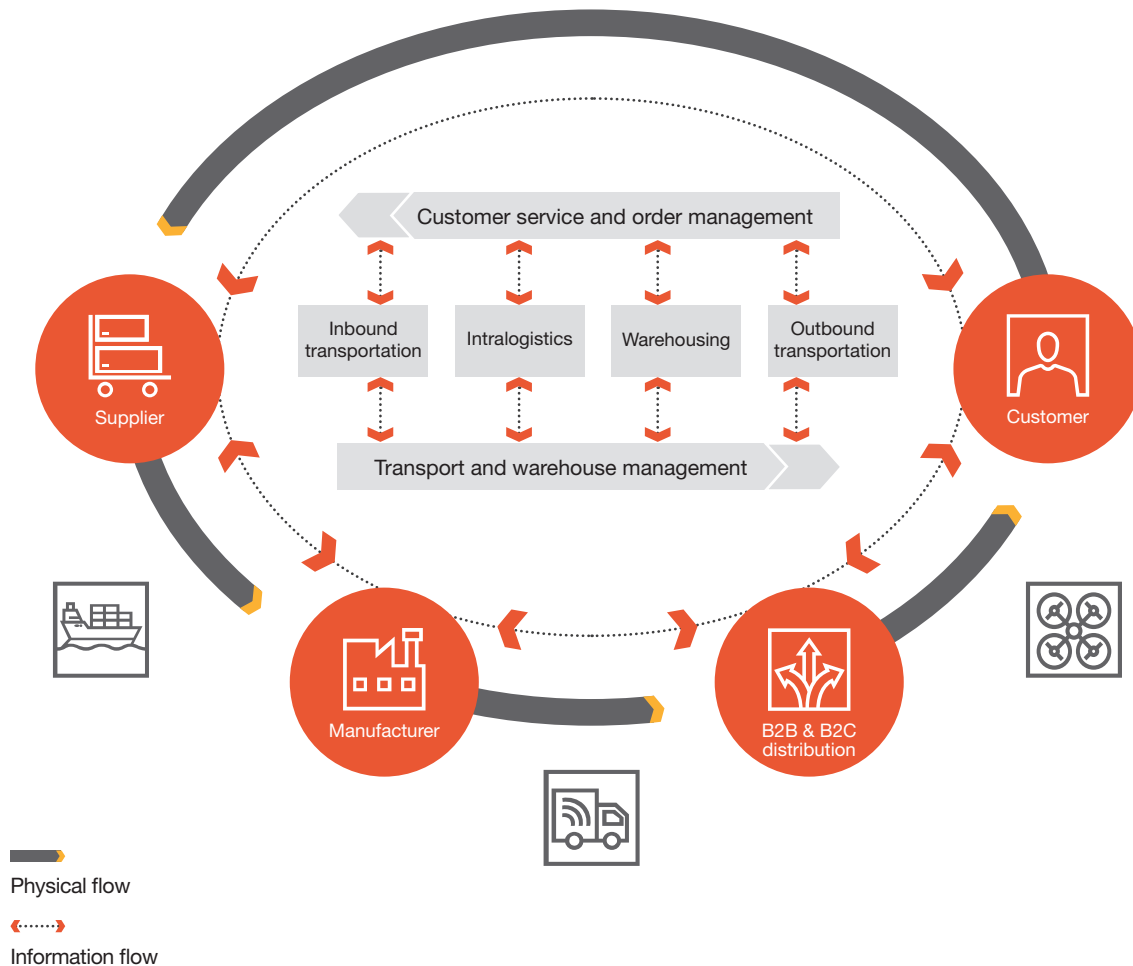 Customer service and order management
Inbound
transportation
Intralogistics
Warehousing
Outbound
transportation
Supplier
Customer
Transport and warehouse management
Manufacturer
B2B & B2C
distribution
Physical flow
Information flow